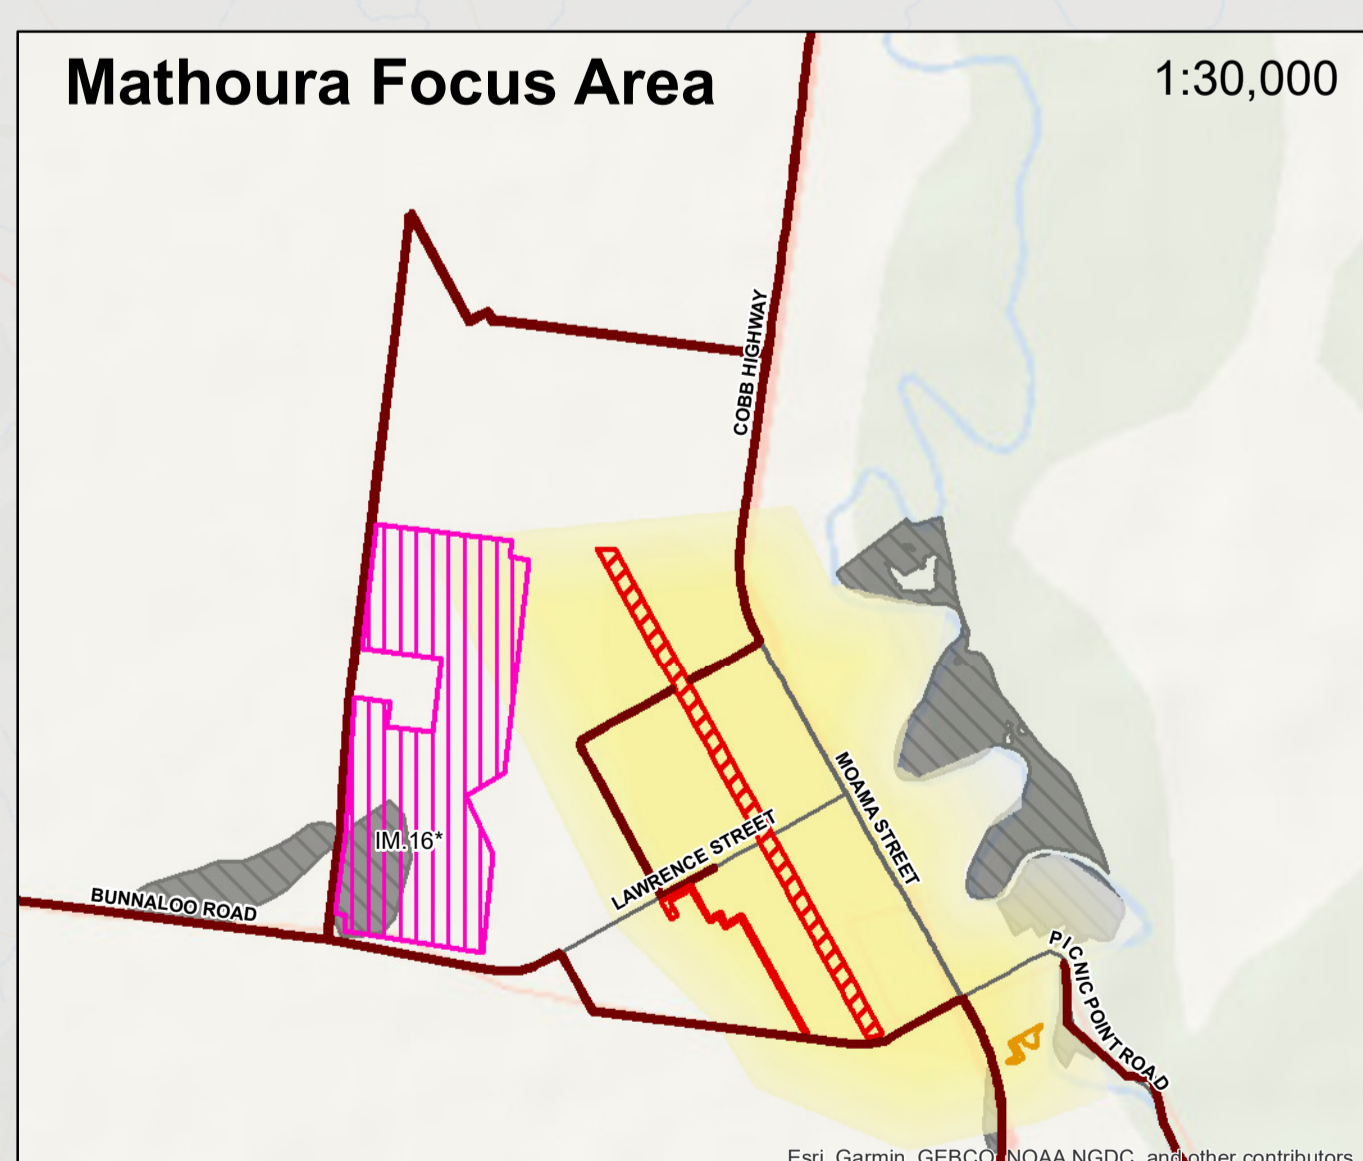 Mathoura Focus Area
1:30,000
COBB HIGHWAY
MOAMA STREET
LAWRENCE STREET
IM.16*
BUNNALOO ROAD
PICNIC POINT ROAD
Esri, Garmin, GEBCO, NOAA NGDC, and other contributors